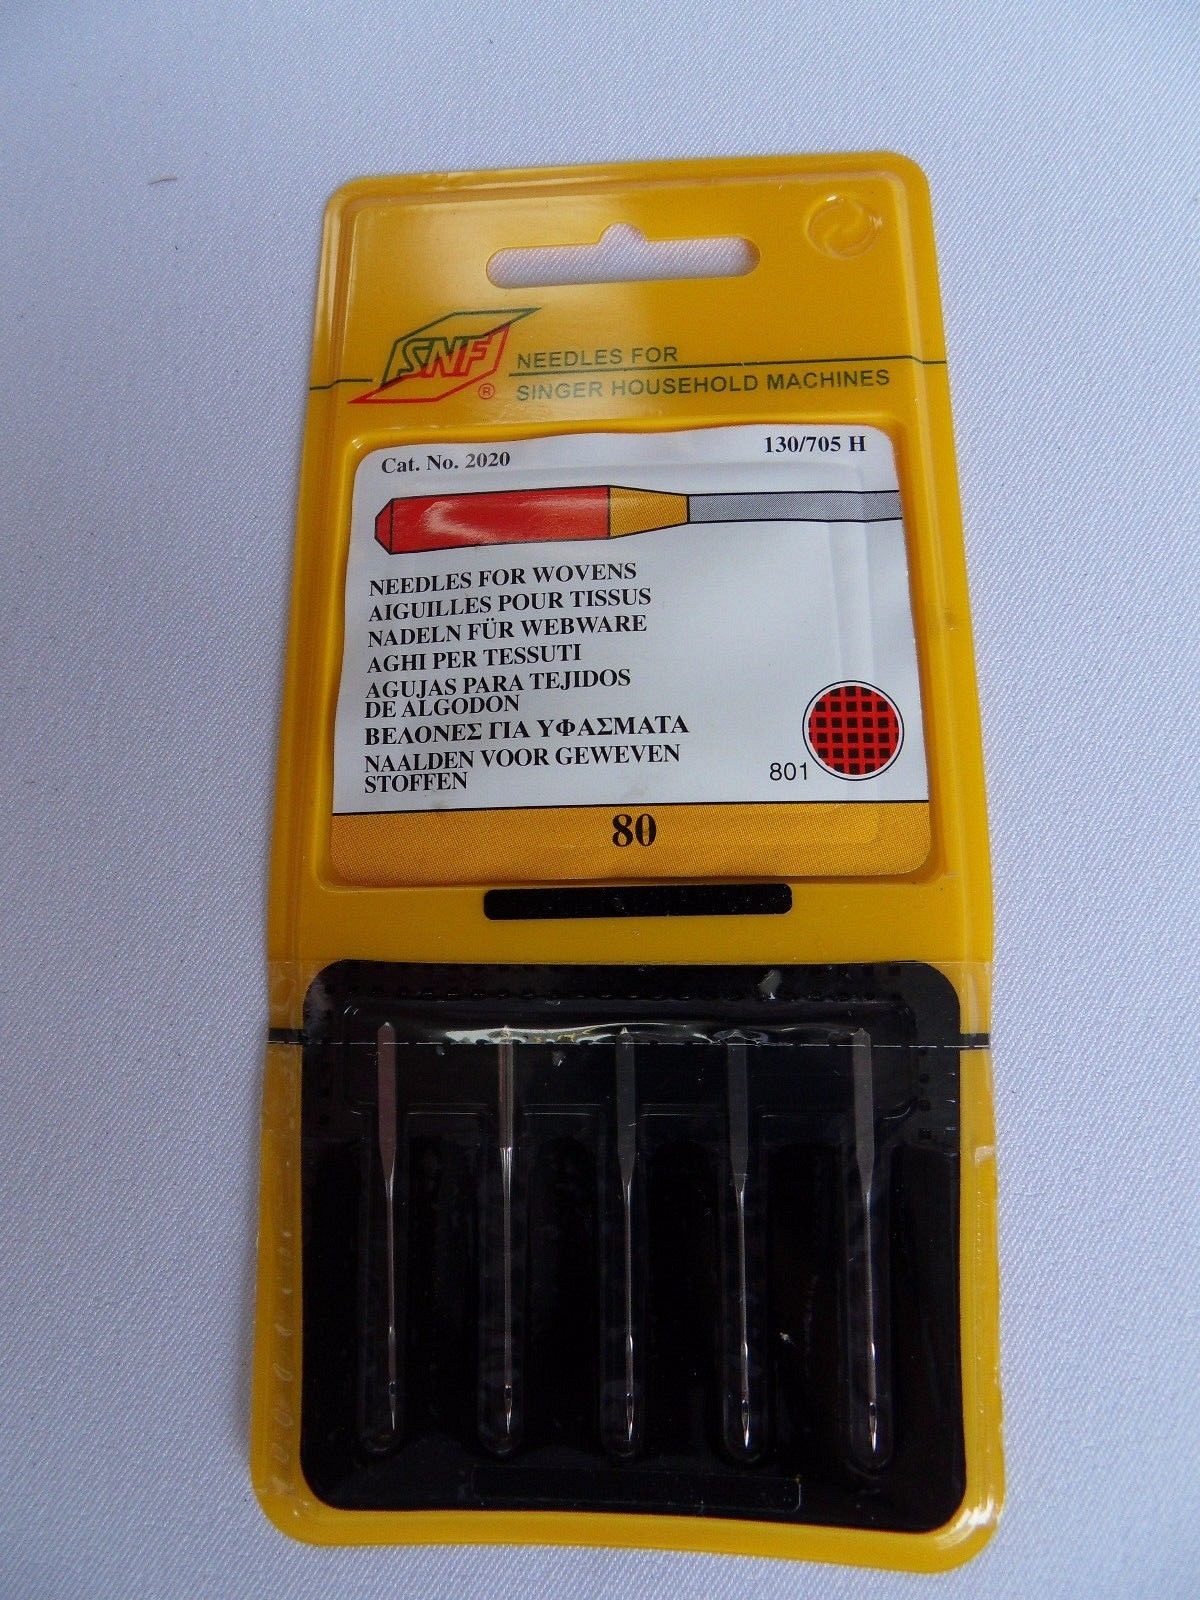 SNF
®
NEEDLES FOR
SINGER HOUSEHOLD MACHINES
Cat. No. 2020
130/705 H
NEEDLES FOR WOVENS
AIGUILLES POUR TISSUS
NADELN FÜR WEBWARE
AGHI PER TESSUTI
AGUJAS PARA TEJIDOS
DE ALGODON
ΒΕΛΟΝΕΣ ΓΙΑ ΥΦΑΣΜΑΤΑ
NAALDEN VOOR GEWEVEN
STOFFEN
801
80